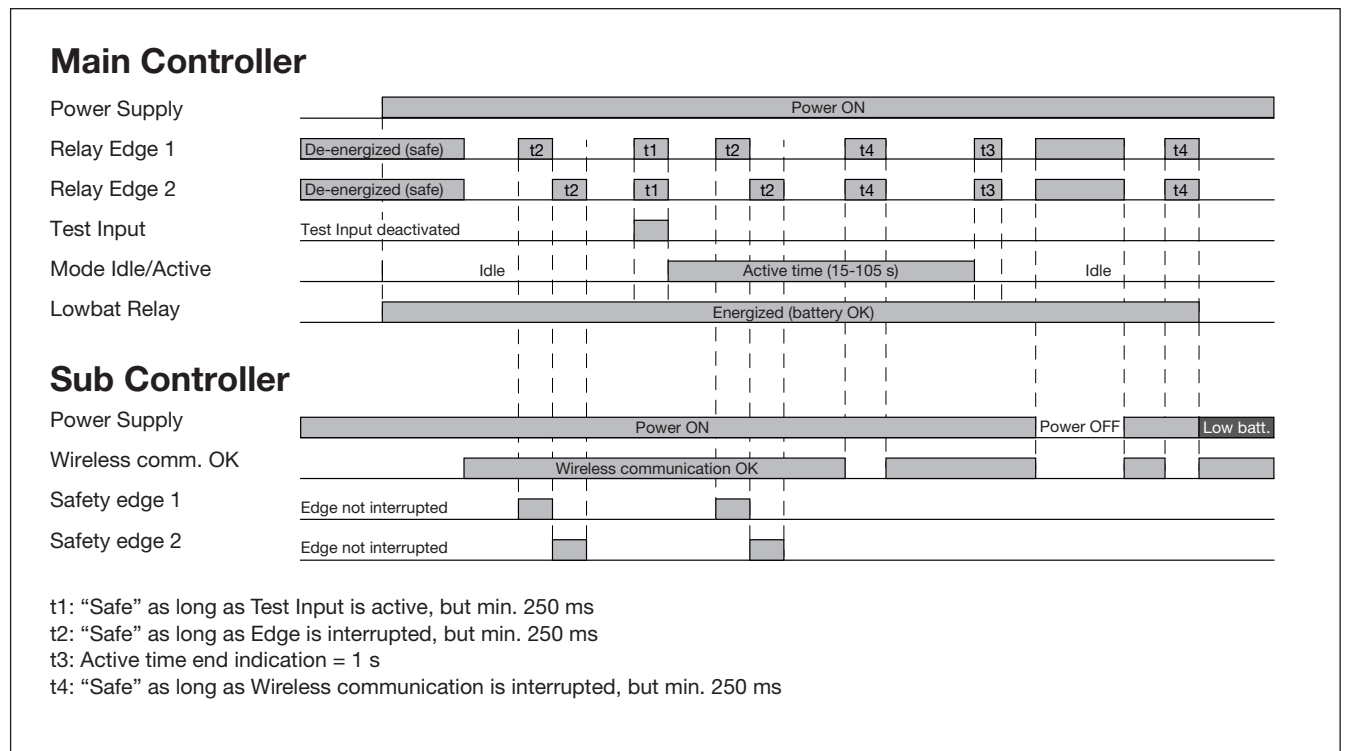 Main Controller
Power Supply Power ON
Relay Edge 1 De-energized (safe) t2 t1 t2 t4 t3 t4
Relay Edge 2 De-energized (safe) t2 t1 t2 t4 t3 t4
Test Input Test Input deactivated
Mode Idle/Active Idle Active time (15-105 s) Idle
Lowbat Relay Energized (battery OK)
Sub Controller
Power Supply Power ON Power OFF Low batt.
Wireless comm. OK Wireless communication OK
Safety edge 1 Edge not interrupted
Safety edge 2 Edge not interrupted
t1: “Safe” as long as Test Input is active, but min. 250 ms
t2: “Safe” as long as Edge is interrupted, but min. 250 ms
t3: Active time end indication = 1 s
t4: “Safe” as long as Wireless communication is interrupted, but min. 250 ms